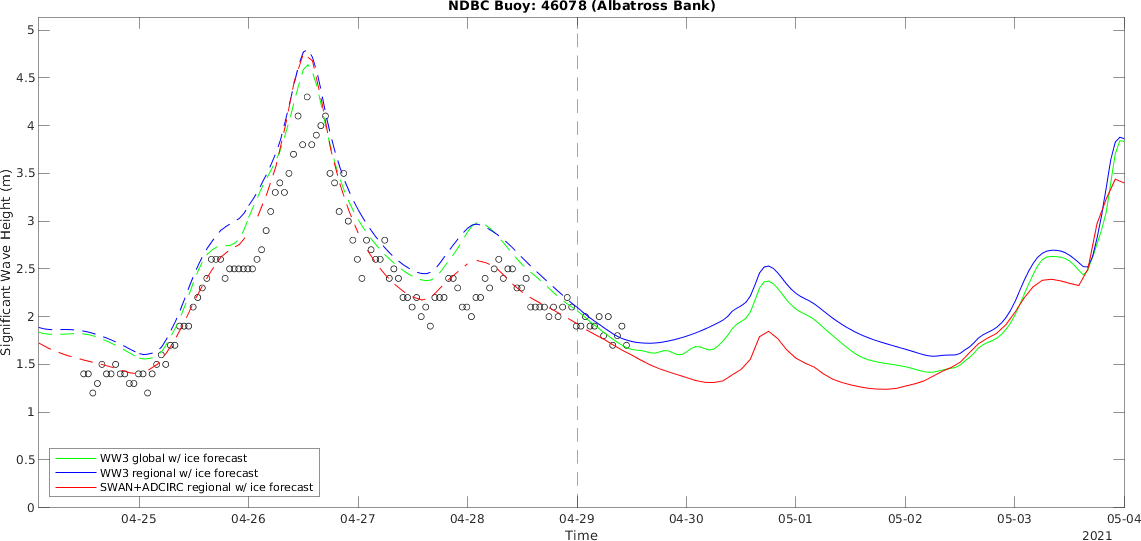 NDBC Buoy: 46078 (Albatross Bank)
5
4.5
4
3.5
3
2.5
2
1.5
1
0.5
0
Significant Wave Height (m)
WW3 global w/ ice forecast
WW3 regional w/ ice forecast
SWAN+ADCIRC regional w/ ice forecast
04-25 04-26 04-27 04-28 04-29 04-30 05-01 05-02 05-03 05-04
Time
2021